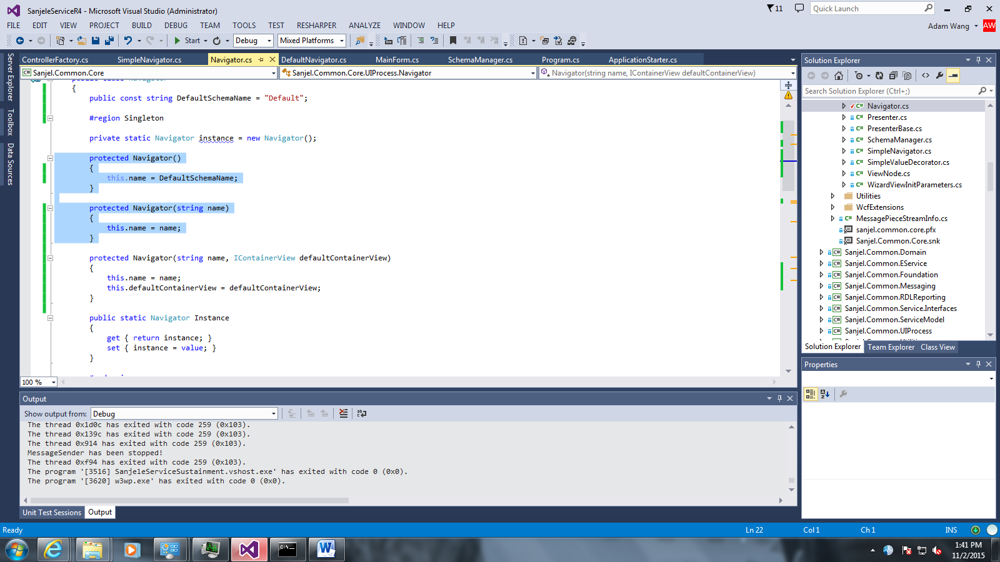 SanjeleServiceR4 - Microsoft Visual Studio (Administrator)
11
Quick Launch
FILE EDIT VIEW PROJECT BUILD DEBUG TEAM TOOLS TEST RESHARPER ANALYZE WINDOW HELP
Adam Wang AW
Start Debug Mixed Platforms
Server Explorer
Toolbox
Data Sources
ControllerFactory.cs SimpleNavigator.cs Navigator.cs DefaultNavigator.cs MainForm.cs SchemaManager.cs Program.cs ApplicationStarter.cs
Sanjel.Common.Core Sanjel.Common.Core.UIProcess.Navigator Navigator(string name, IContainerView defaultContainerView)
public class Navigator
{
public const string DefaultSchemaName = "Default";
#region Singleton
private static Navigator instance = new Navigator();
protected Navigator()
{
this.name = DefaultSchemaName;
}
protected Navigator(string name)
{
this.name = name;
}
protected Navigator(string name, IContainerView defaultContainerView)
{
this.name = name;
this.defaultContainerView = defaultContainerView;
}
public static Navigator Instance
{
get { return instance; }
set { instance = value; }
}
100 %
Output
Show output from: Debug
The thread 0x1d0c has exited with code 259 (0x103).
The thread 0x139c has exited with code 259 (0x103).
The thread 0x914 has exited with code 259 (0x103).
MessageSender has been stopped!
The thread 0xf94 has exited with code 259 (0x103).
The program '[3516] SanjeleServiceSustainment.vshost.exe' has exited with code 0 (0x0).
The program '[3620] w3wp.exe' has exited with code 0 (0x0).
Unit Test Sessions Output
Solution Explorer
Search Solution Explorer (Ctrl+;)
C# Navigator.cs
C# Presenter.cs
C# PresenterBase.cs
C# SchemaManager.cs
C# SimpleNavigator.cs
C# SimpleValueDecorator.cs
C# ViewNode.cs
C# WizardViewInitParameters.cs
Utilities
WcfExtensions
C# MessagePieceStreamInfo.cs
sanjel.common.core.pfx
Sanjel.Common.Core.snk
C# Sanjel.Common.Domain
C# Sanjel.Common.EService
C# Sanjel.Common.Foundation
C# Sanjel.Common.Messaging
C# Sanjel.Common.RDLReporting
C# Sanjel.Common.Service.Interfaces
C# Sanjel.Common.ServiceModel
C# Sanjel.Common.UIProcess
Solution Explorer Team Explorer Class View
Properties
Ready Ln 22 Col 1 Ch 1 INS
1:41 PM
11/2/2015